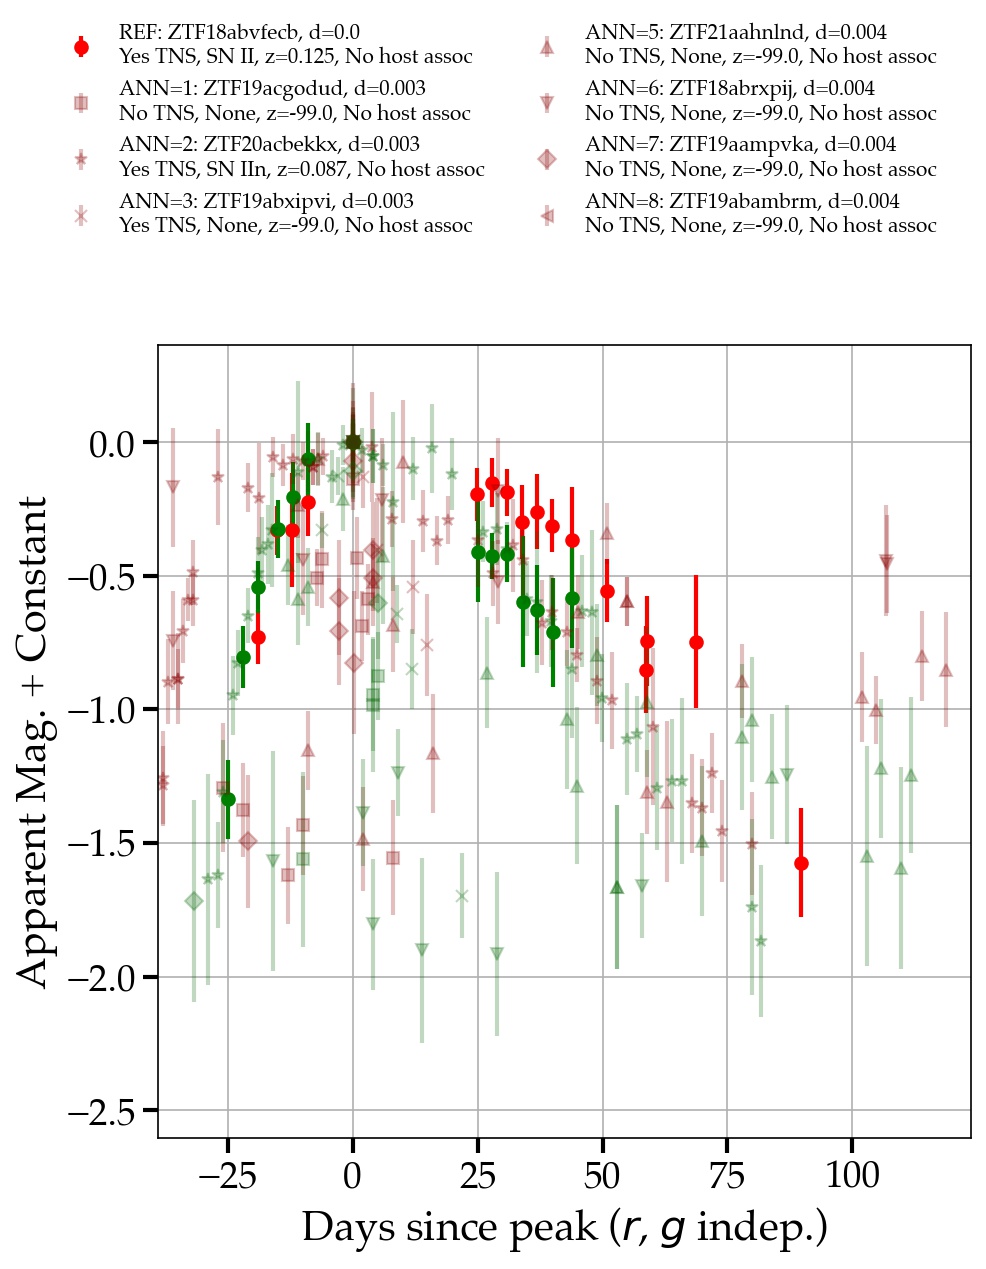 REF: ZTF18abvfecb, d=0.0
Yes TNS, SN II, z=0.125, No host assoc
ANN=1: ZTF19acgodud, d=0.003
No TNS, None, z=-99.0, No host assoc
ANN=2: ZTF20acbekkx, d=0.003
Yes TNS, SN IIn, z=0.087, No host assoc
ANN=3: ZTF19abxipvi, d=0.003
Yes TNS, None, z=-99.0, No host assoc
ANN=5: ZTF21aahnlnd, d=0.004
No TNS, None, z=-99.0, No host assoc
ANN=6: ZTF18abrxpij, d=0.004
No TNS, None, z=-99.0, No host assoc
ANN=7: ZTF19aampvka, d=0.004
No TNS, None, z=-99.0, No host assoc
ANN=8: ZTF19abambrm, d=0.004
No TNS, None, z=-99.0, No host assoc
Apparent Mag. + Constant
0.0
−0.5
−1.0
−1.5
−2.0
−2.5
−25 0 25 50 75 100
Days since peak (r, g indep.)